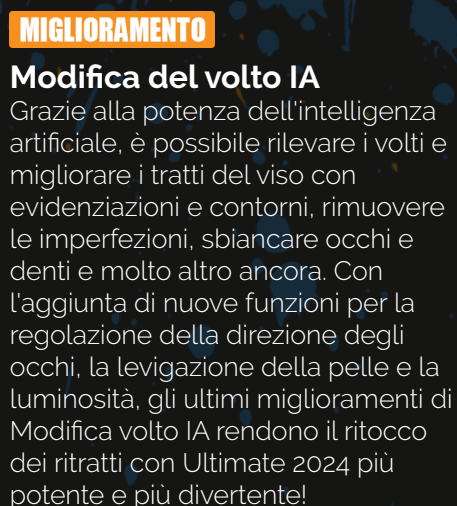 MIGLIORAMENTO
Modifica del volto IA
Grazie alla potenza dell'intelligenza
artificiale, è possibile rilevare i volti e
migliorare i tratti del viso con
evidenziazioni e contorni, rimuovere
le imperfezioni, sbiancare occhi e
denti e molto altro ancora. Con
l'aggiunta di nuove funzioni per la
regolazione della direzione degli
occhi, la levigazione della pelle e la
luminosità, gli ultimi miglioramenti di
Modifica volto IA rendono il ritocco
dei ritratti con Ultimate 2024 più
potente e più divertente!